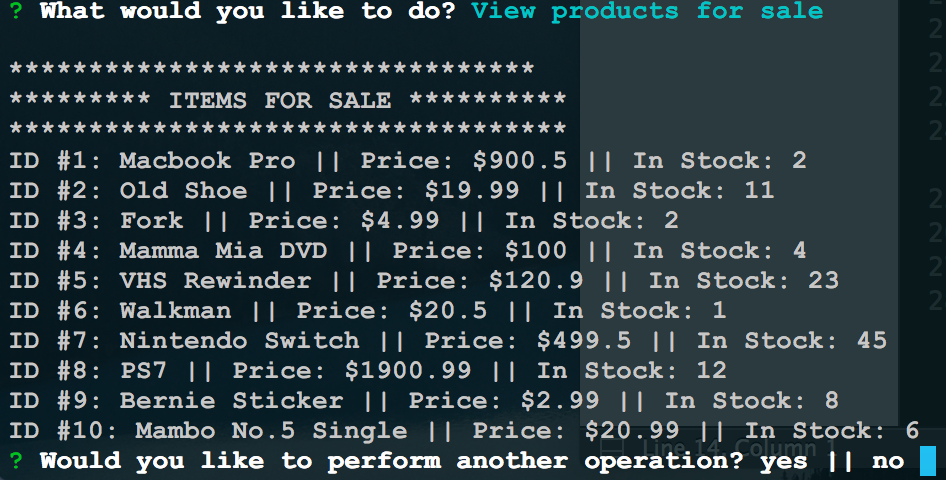 ? What would you like to do? View products for sale
*********************************
********* ITEMS FOR SALE **********
***********************************
ID #1: Macbook Pro || Price: $900.5 || In Stock: 2
ID #2: Old Shoe || Price: $19.99 || In Stock: 11
ID #3: Fork || Price: $4.99 || In Stock: 2
ID #4: Mamma Mia DVD || Price: $100 || In Stock: 4
ID #5: VHS Rewinder || Price: $120.9 || In Stock: 23
ID #6: Walkman || Price: $20.5 || In Stock: 1
ID #7: Nintendo Switch || Price: $499.5 || In Stock: 45
ID #8: PS7 || Price: $1900.99 || In Stock: 12
ID #9: Bernie Sticker || Price: $2.99 || In Stock: 8
ID #10: Mambo No.5 Single || Price: $20.99 || In Stock: 6
Line 14, Column 1
? Would you like to perform another operation? yes || no